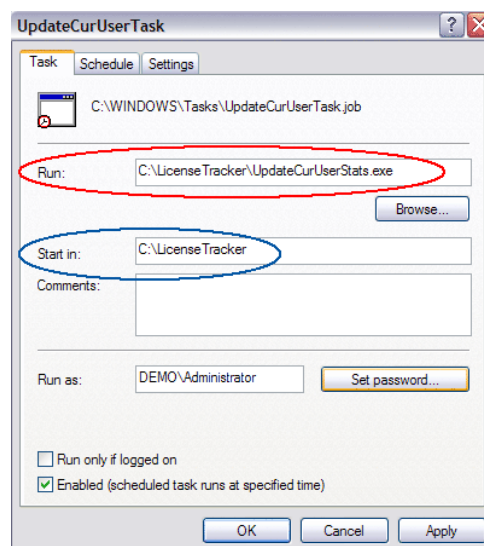 UpdateCurUserTask
Task Schedule Settings
C:\WINDOWS\Tasks\UpdateCurUserTask.job
Run: C:\LicenseTracker\UpdateCurUserStats.exe
Browse...
Start in: C:\LicenseTracker
Comments:
Run as: DEMO\Administrator Set password...
Run only if logged on
Enabled (scheduled task runs at specified time)
OK Cancel Apply